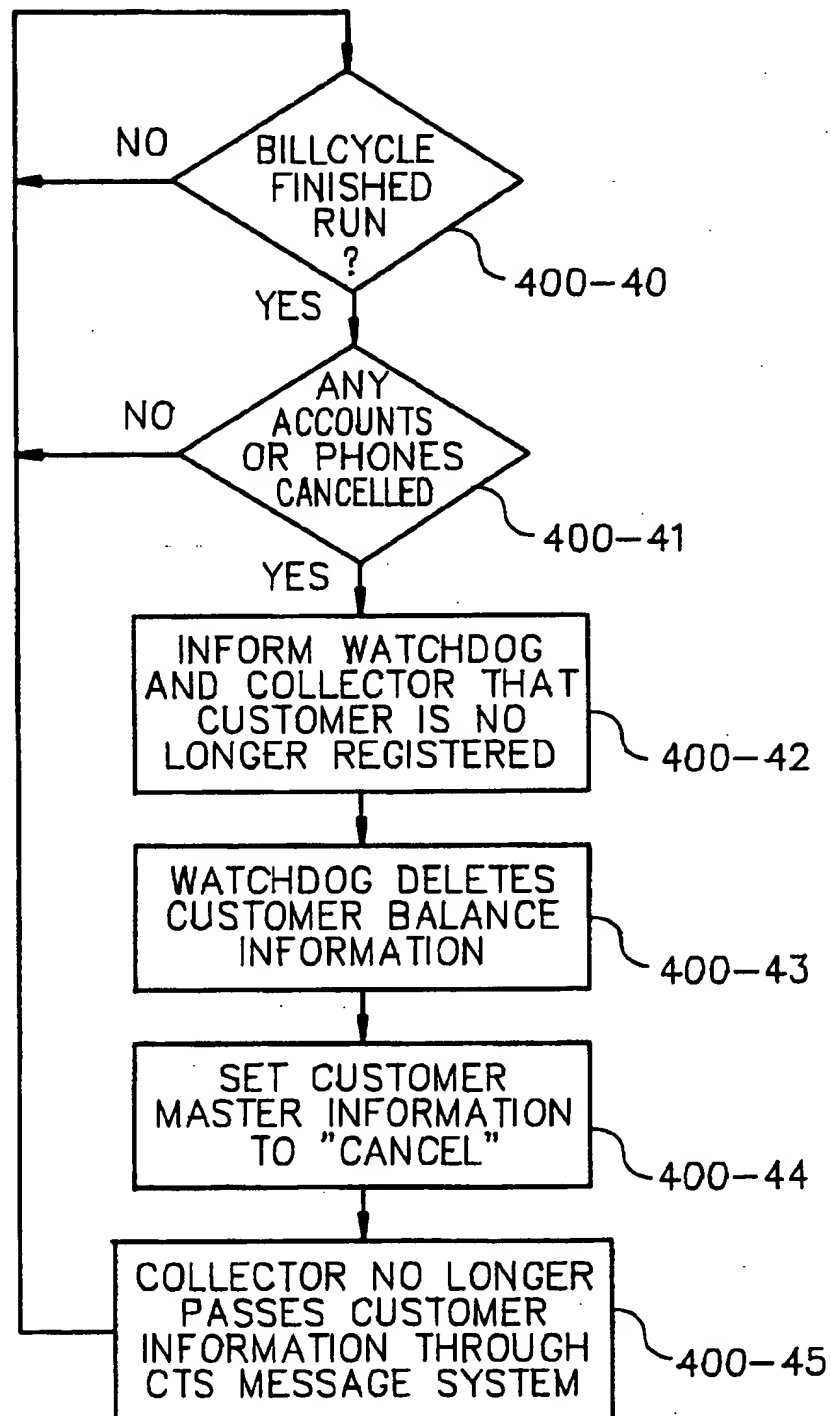 NO
BILLCYCLE
FINISHED
RUN
?
400-40
YES
NO
ANY
ACCOUNTS
OR PHONES
CANCELLED
400-41
YES
INFORM WATCHDOG
AND COLLECTOR THAT
CUSTOMER IS NO
LONGER REGISTERED
400-42
WATCHDOG DELETES
CUSTOMER BALANCE
INFORMATION
400-43
SET CUSTOMER
MASTER INFORMATION
TO "CANCEL"
400-44
COLLECTOR NO LONGER
PASSES CUSTOMER
INFORMATION THROUGH
CTS MESSAGE SYSTEM
400-45